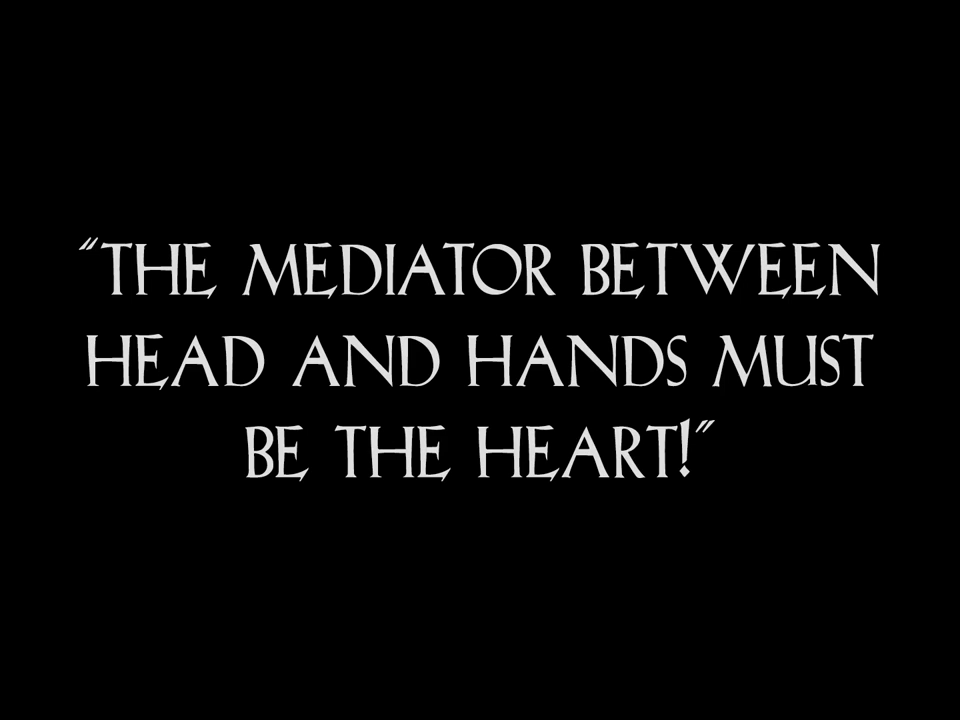 "THE MEDIATOR BETWEEN
HEAD AND HANDS MUST
BE THE HEART!"